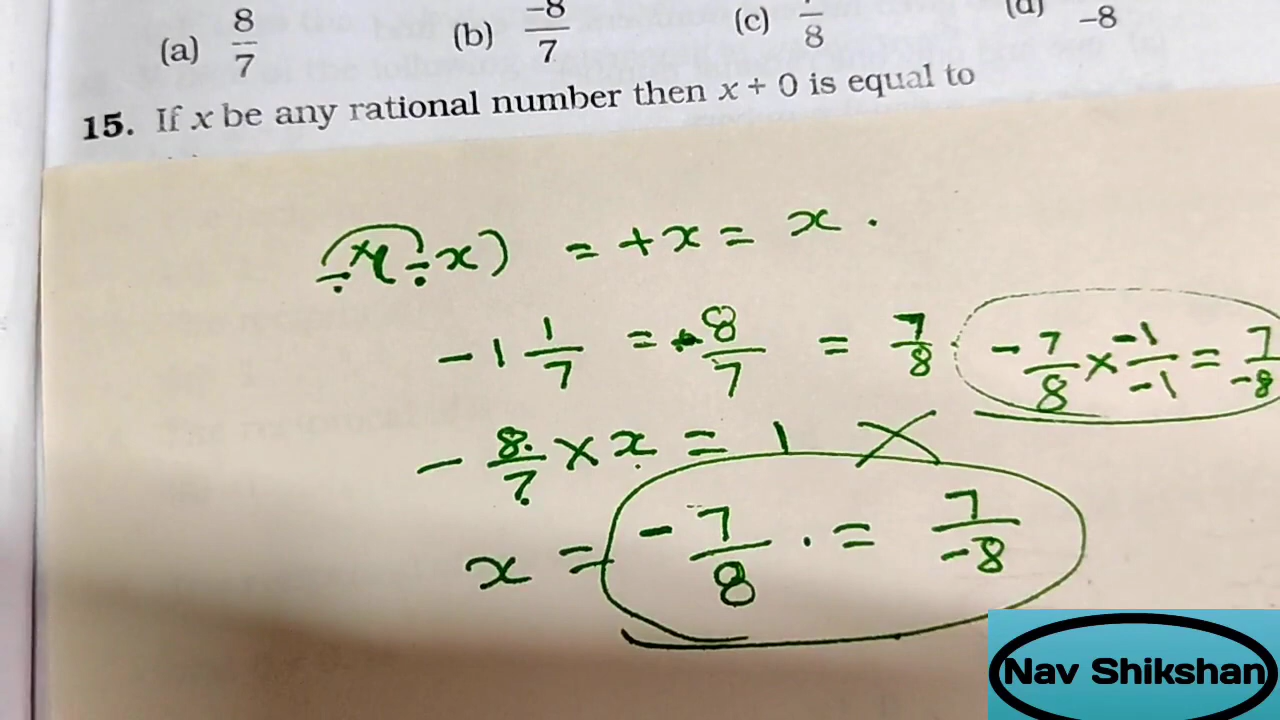 (a) 8/7 (b) -8/7 (c) 7/8 (d) -8
15. If x be any rational number then x + 0 is equal to
-(-x) = +x = x .
-1 1/7 = -8/7 = 7/8 . -7/8 × -1/-1 = 7/-8
-8/7 × x = 1 ×
x = -7/8 . = 7/-8
Nav Shikshan